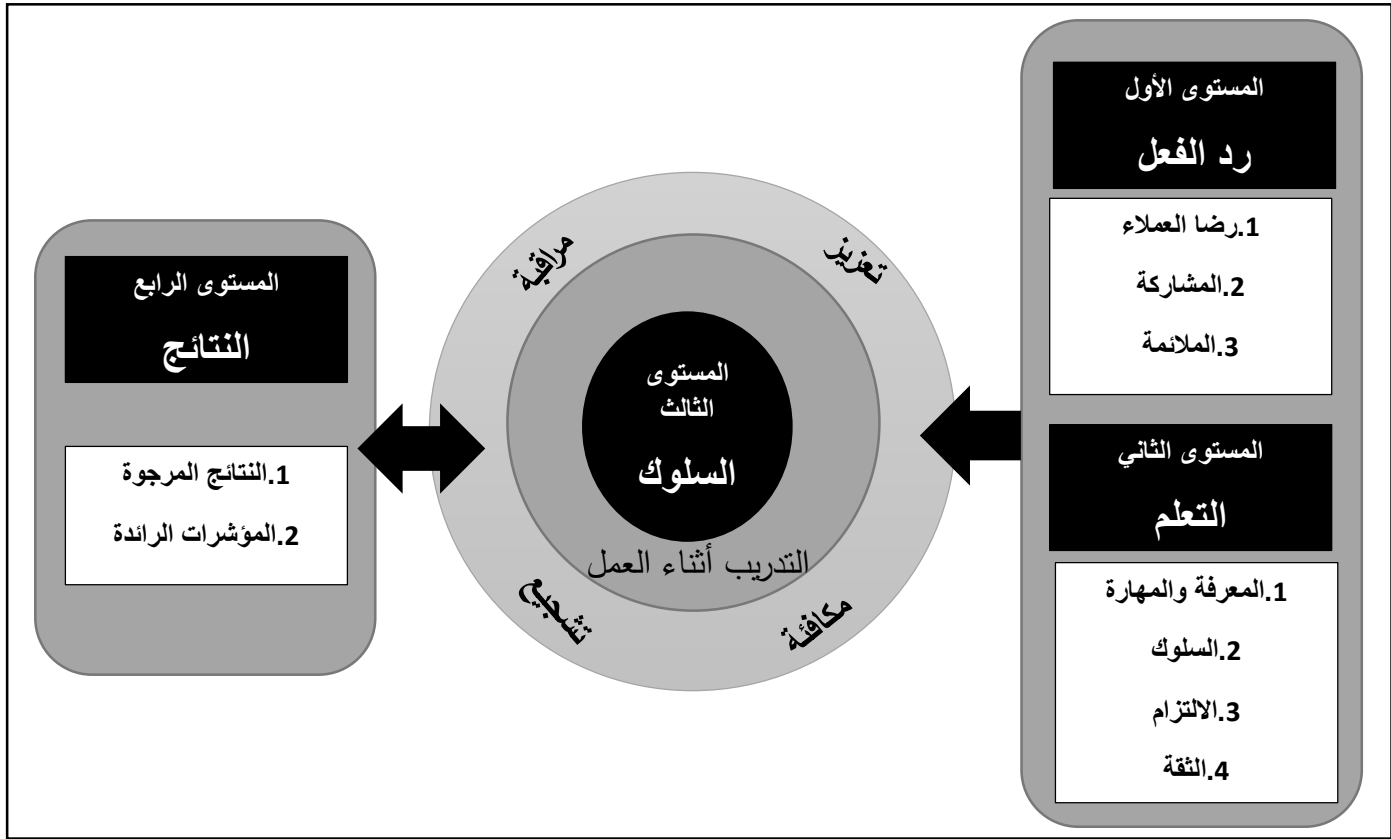 المستوى الأول
رد الفعل
1.رضا العملاء
2.المشاركة
3.الملائمة
المستوى الثاني
التعلم
1.المعرفة والمهارة
2.السلوك
3.الالتزام
4.الثقة
تعزيز
مراقبة
المستوى
الثالث
السلوك
التدريب أثناء العمل
مكافئة
تشجيع
المستوى الرابع
النتائج
1.النتائج المرجوة
2.المؤشرات الرائدة